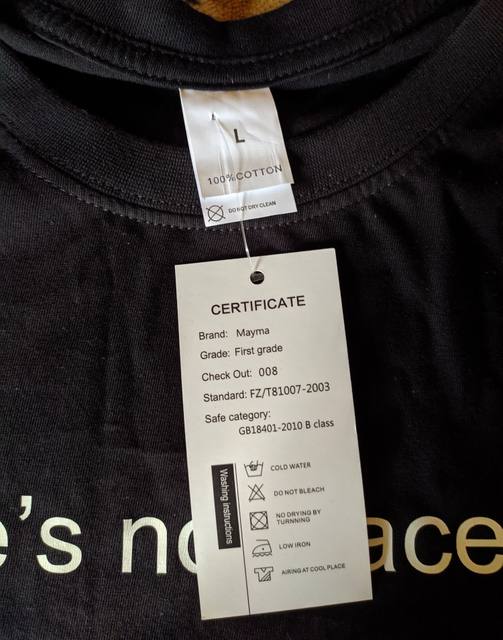 L
100%COTTON
DO NOT DRY CLEAN
CERTIFICATE
Brand: Mayma
Grade: First grade
Check Out: 008
Standard: FZ/T81007-2003
Safe category:
GB18401-2010 B class
Washing instructions
COLD WATER
DO NOT BLEACH
NO DRYING BY
TURNNING
LOW IRON
AIRING AT COOL PLACE